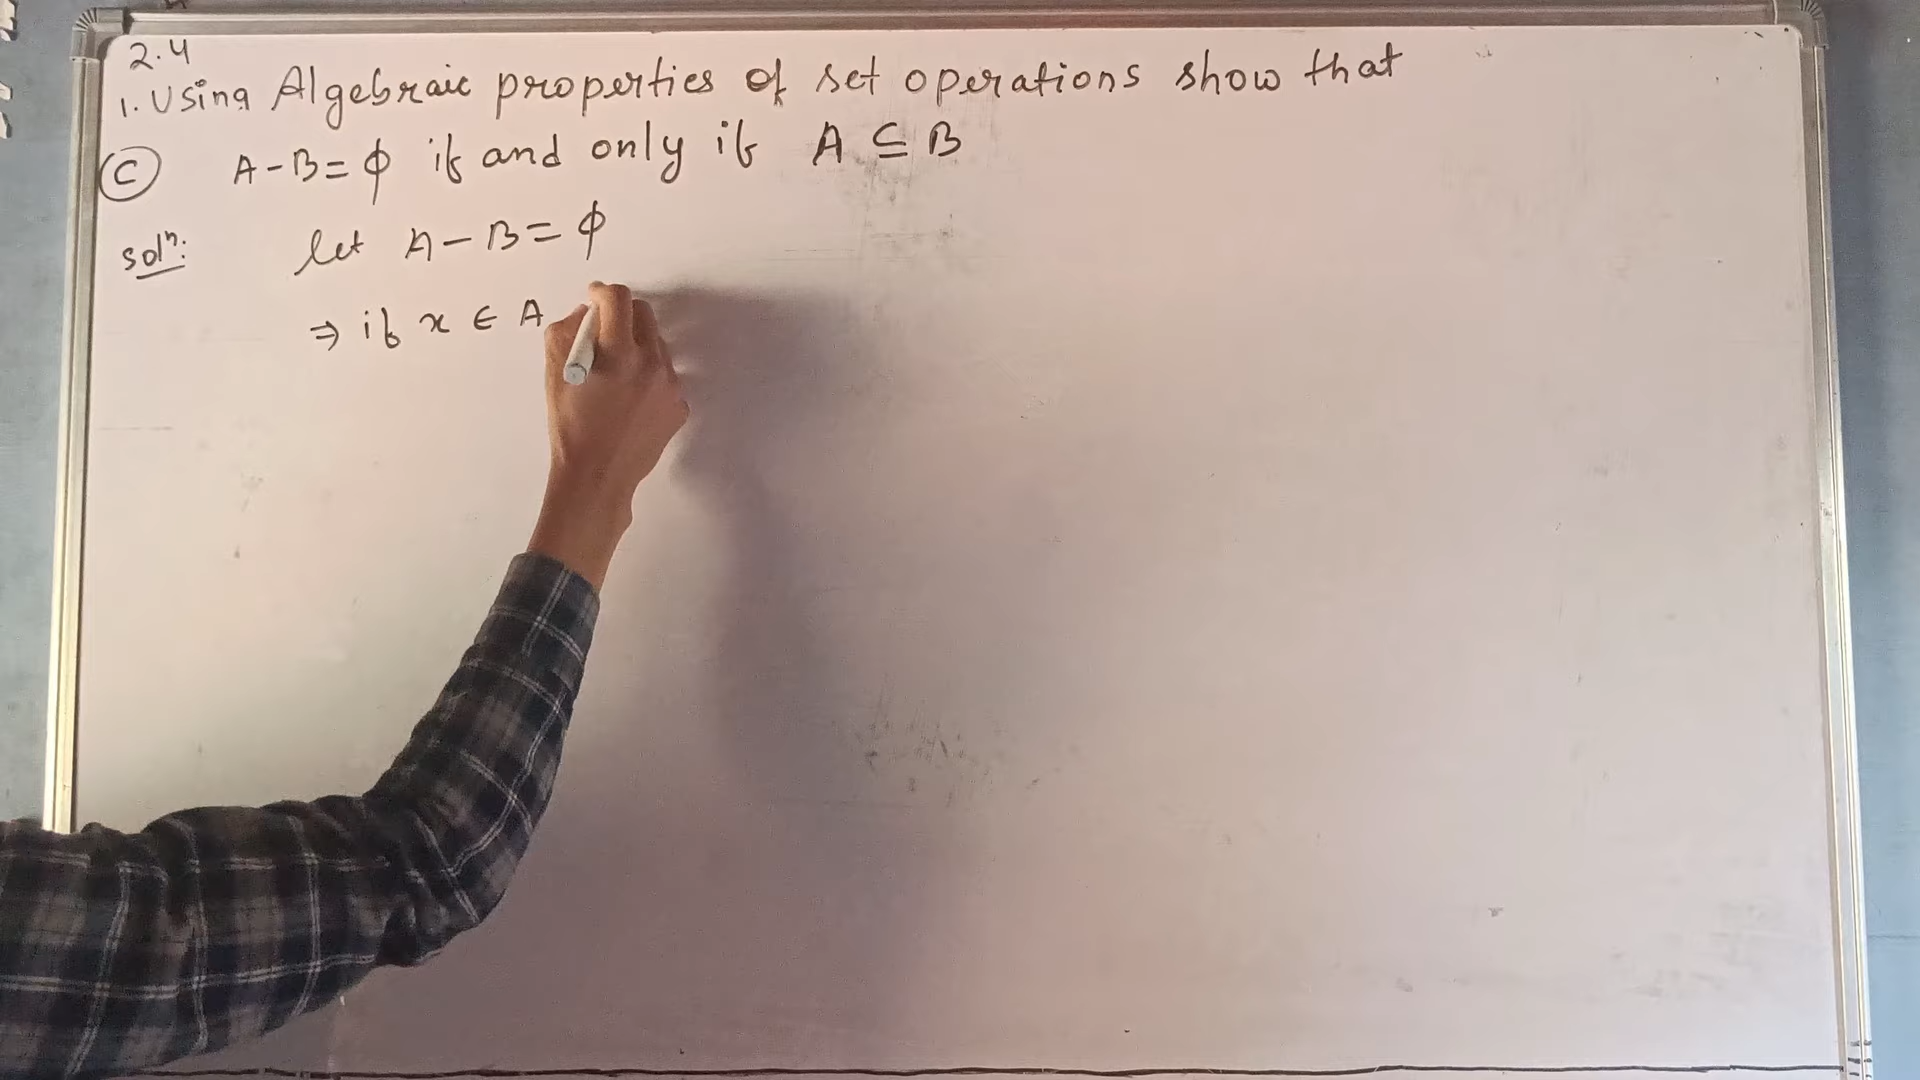 2.4
1. Using Algebraic properties of set operations show that
(C) A-B=ϕ if and only if A ⊆ B
solⁿ: let A-B=ϕ
⇒ if x ∈ A